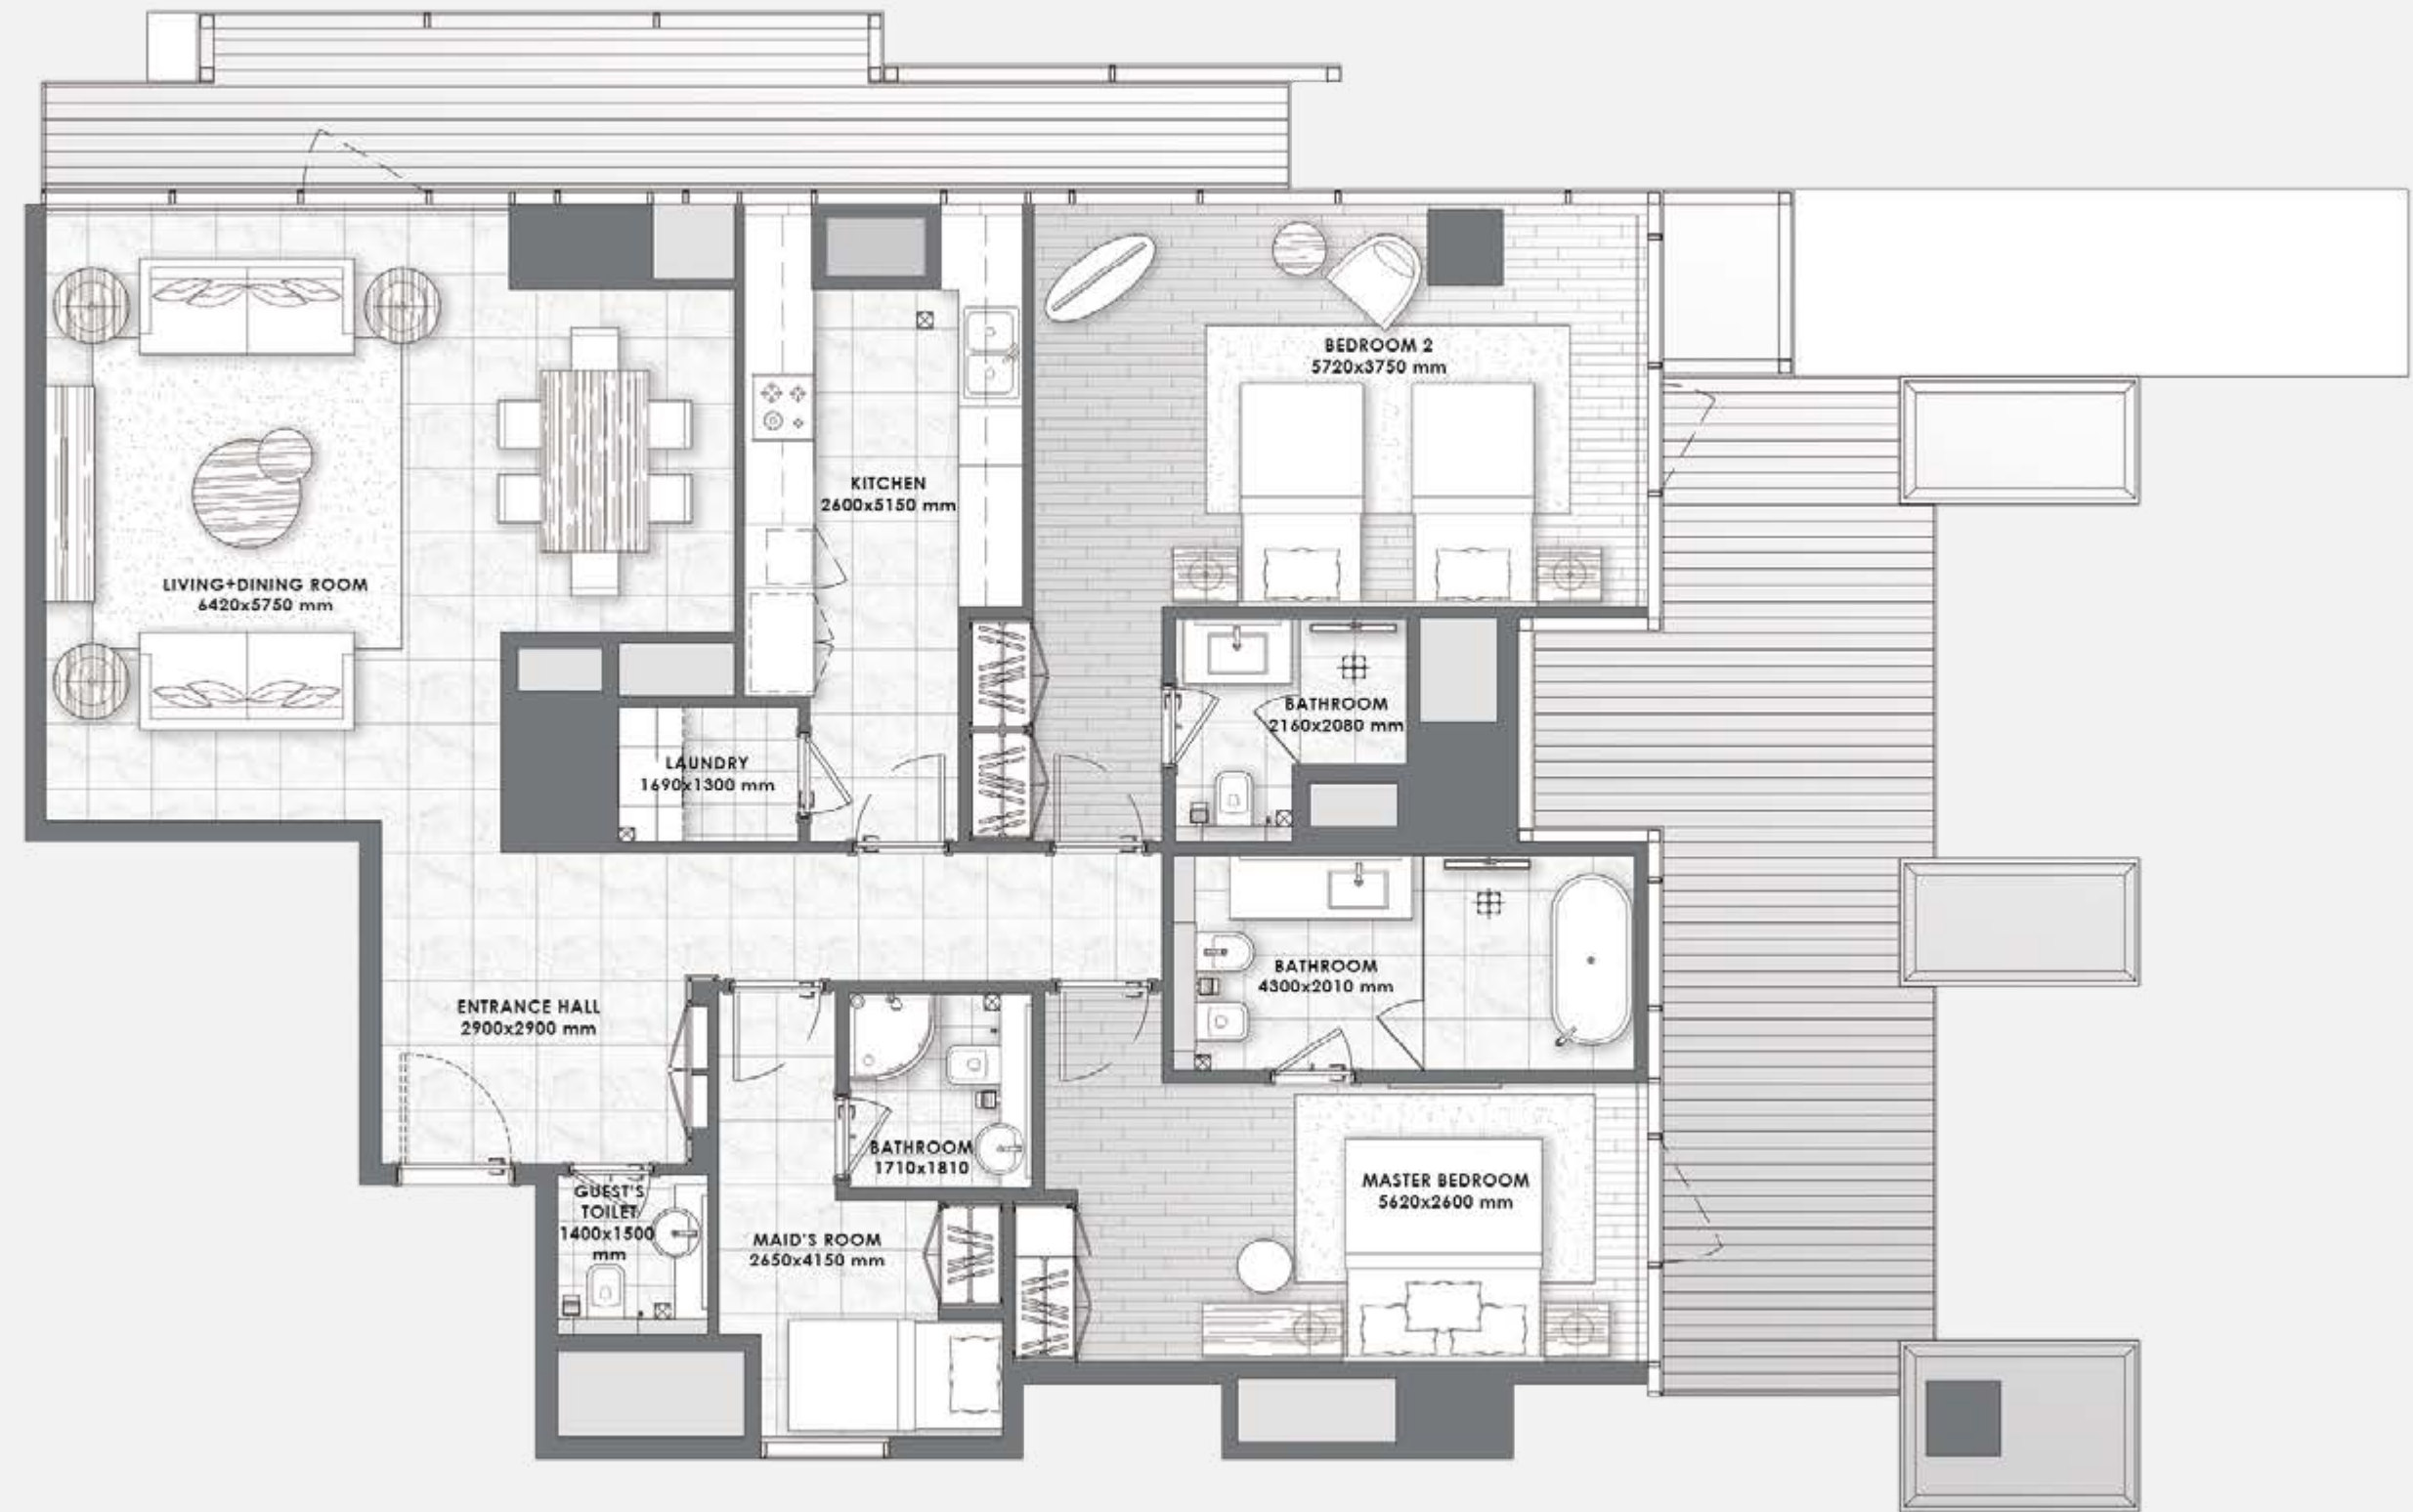 BEDROOM 2
5720x3750 mm
KITCHEN
2600x5150 mm
LIVING+DINING ROOM
6420x5750 mm
BATHROOM
2160x2080 mm
LAUNDRY
1690x1300 mm
BATHROOM
4300x2010 mm
ENTRANCE HALL
2900x2900 mm
BATHROOM
1710x1810
MASTER BEDROOM
5620x2600 mm
GUEST'S
TOILET
1400x1500
mm
MAID'S ROOM
2650x4150 mm